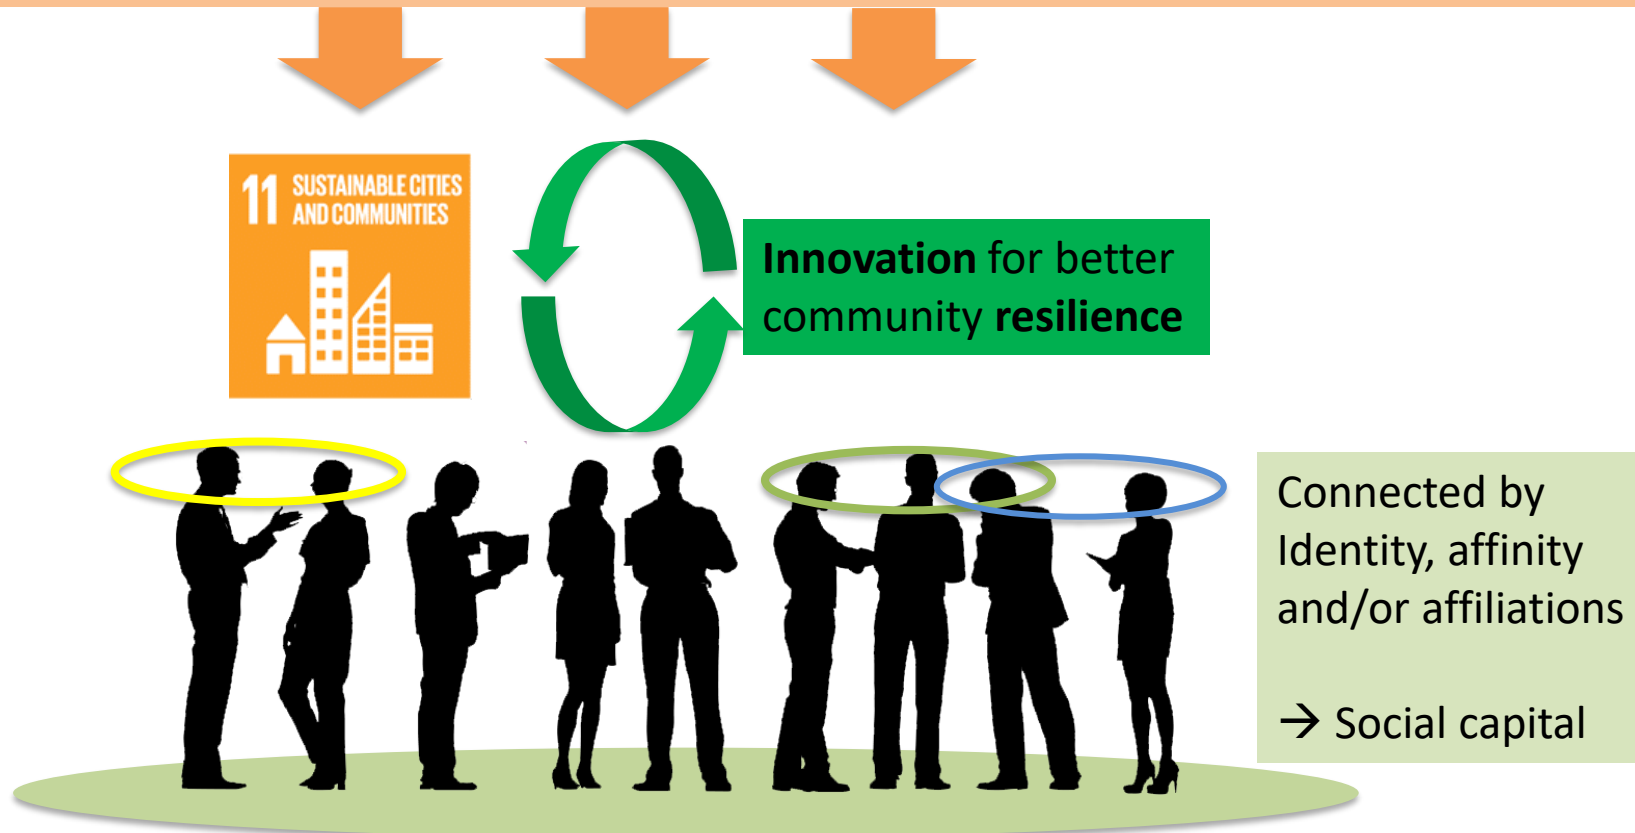 11 SUSTAINABLE CITIES
AND COMMUNITIES
Innovation for better
community resilience
Connected by
Identity, affinity
and/or affiliations
→ Social capital